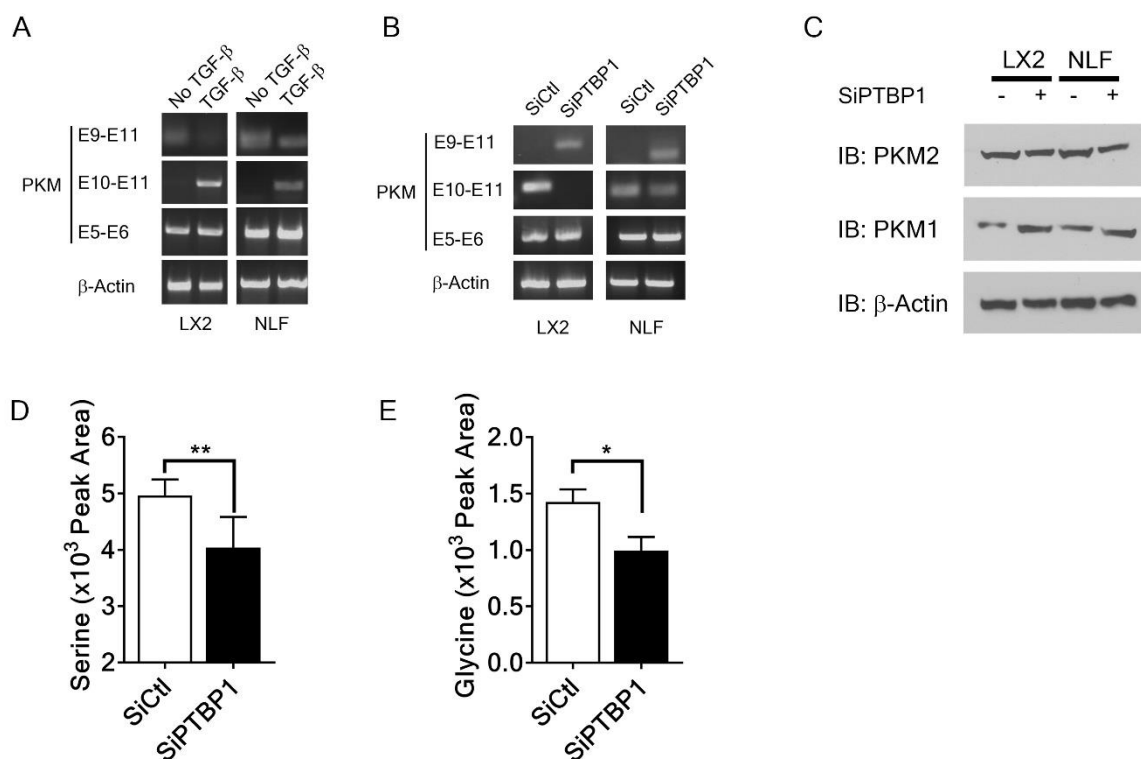 A
No TGF-β TGF-β No TGF-β TGF-β
PKM
E9-E11
E10-E11
E5-E6
β-Actin
LX2 NLF
B
SiCtl SiPTBP1 SiCtl SiPTBP1
PKM
E9-E11
E10-E11
E5-E6
β-Actin
LX2 NLF
C
LX2 NLF
SiPTBP1 - + - +
IB: PKM2
IB: PKM1
IB: β-Actin
D
Serine (x10³ Peak Area)
6
5
4
3
2
**
SiCtl SiPTBP1
E
Glycine (x10³ Peak Area)
2.0
1.5
1.0
0.5
0.0
*
SiCtl SiPTBP1